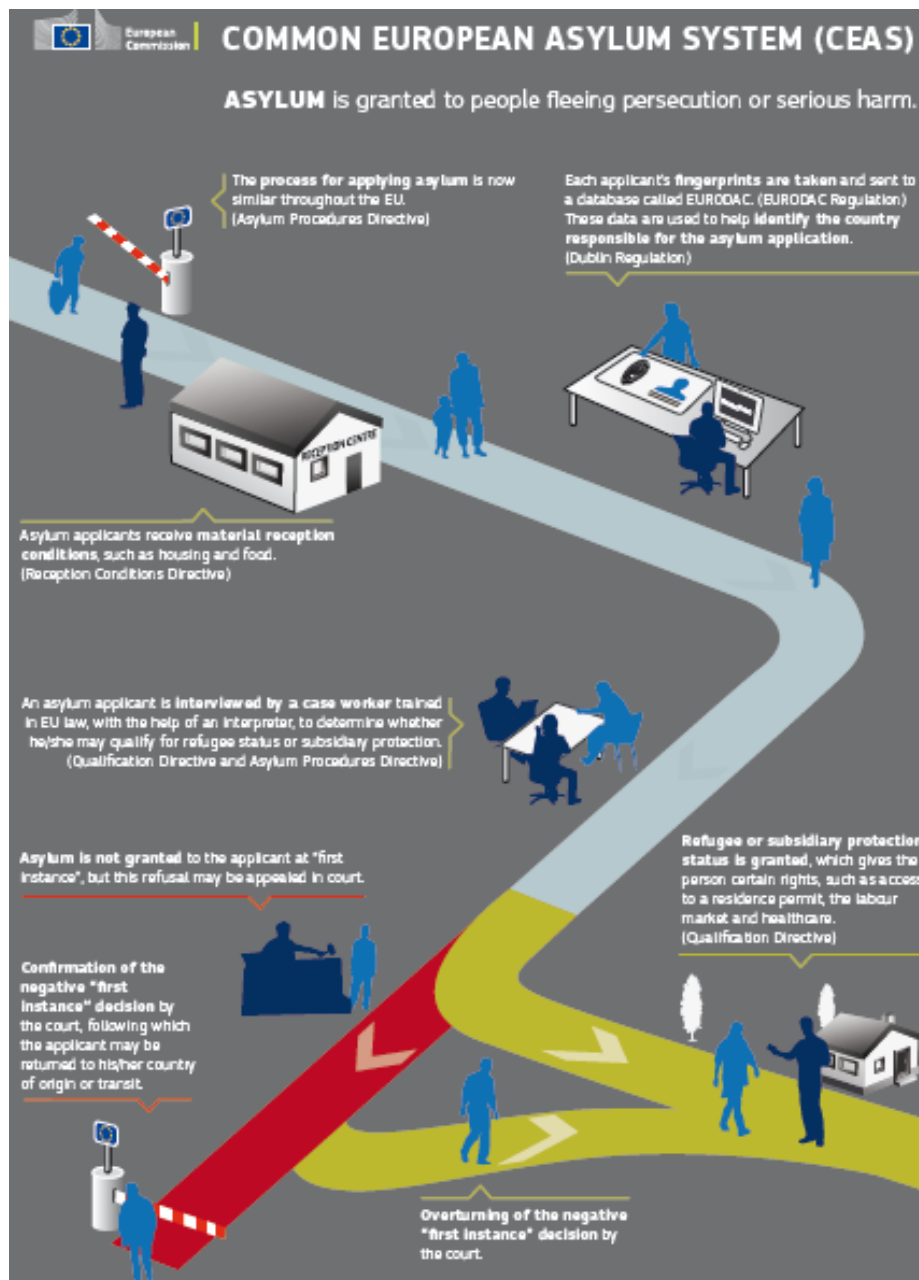 European
Commission
COMMON EUROPEAN ASYLUM SYSTEM (CEAS)
ASYLUM is granted to people fleeing persecution or serious harm.
The process for applying asylum is now
similar throughout the EU.
(Asylum Procedures Directive)
Each applicant's fingerprints are taken and sent to
a database called EURODAC. (EURODAC Regulation)
These data are used to help identify the country
responsible for the asylum application.
(Dublin Regulation)
RECEPTION CENTRE
Asylum applicants receive material reception
conditions, such as housing and food.
(Reception Conditions Directive)
An asylum applicant is interviewed by a case worker trained
in EU law, with the help of an interpreter, to determine whether
he/she may qualify for refugee status or subsidiary protection.
(Qualification Directive and Asylum Procedures Directive)
Asylum is not granted to the applicant at "first
instance", but this refusal may be appealed in court.
Refugee or subsidiary protection
status is granted, which gives the
person certain rights, such as access
to a residence permit, the labour
market and healthcare.
(Qualification Directive)
Confirmation of the
negative "first
instance" decision by
the court, following which
the applicant may be
returned to his/her country
of origin or transit.
Overturning of the negative
"first instance" decision by
the court.